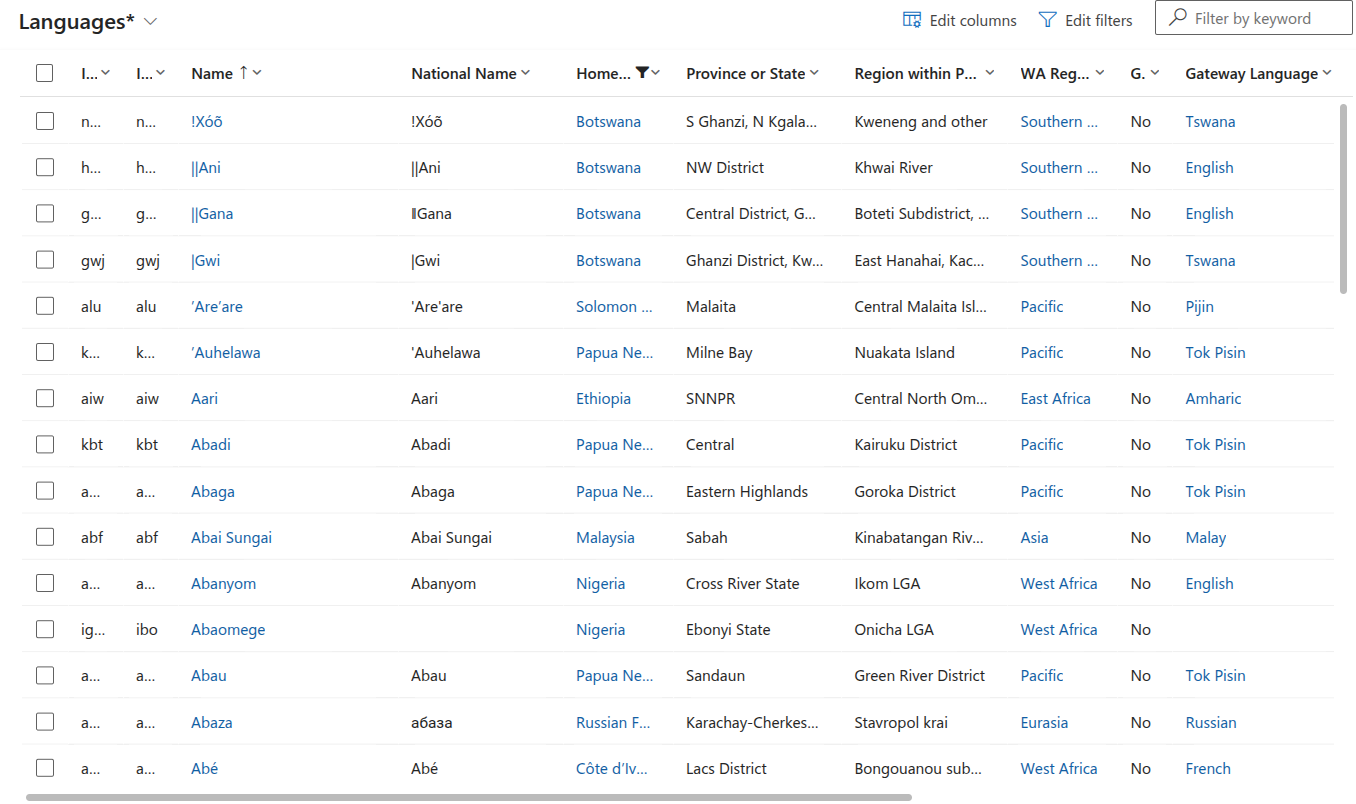 Languages*
Edit columns Edit filters Filter by keyword
I... I... Name ↑ National Name Home... Province or State Region within P... WA Reg... G. Gateway Language
n... n... !Xóõ !Xóõ Botswana S Ghanzi, N Kgala... Kweneng and other Southern ... No Tswana
h... h... ||Ani ||Ani Botswana NW District Khwai River Southern ... No English
g... g... ||Gana ǁGana Botswana Central District, G... Boteti Subdistrict, ... Southern ... No English
gwj gwj |Gwi |Gwi Botswana Ghanzi District, Kw... East Hanahai, Kac... Southern ... No Tswana
alu alu ꞌAreꞌare 'Are'are Solomon ... Malaita Central Malaita Isl... Pacific No Pijin
k... k... ꞌAuhelawa 'Auhelawa Papua Ne... Milne Bay Nuakata Island Pacific No Tok Pisin
aiw aiw Aari Aari Ethiopia SNNPR Central North Om... East Africa No Amharic
kbt kbt Abadi Abadi Papua Ne... Central Kairuku District Pacific No Tok Pisin
a... a... Abaga Abaga Papua Ne... Eastern Highlands Goroka District Pacific No Tok Pisin
abf abf Abai Sungai Abai Sungai Malaysia Sabah Kinabatangan Riv... Asia No Malay
a... a... Abanyom Abanyom Nigeria Cross River State Ikom LGA West Africa No English
ig... ibo Abaomege Nigeria Ebonyi State Onicha LGA West Africa No
a... a... Abau Abau Papua Ne... Sandaun Green River District Pacific No Tok Pisin
a... a... Abaza абаза Russian F... Karachay-Cherkes... Stavropol krai Eurasia No Russian
a... a... Abé Abé Côte d'Iv... Lacs District Bongouanou sub... West Africa No French